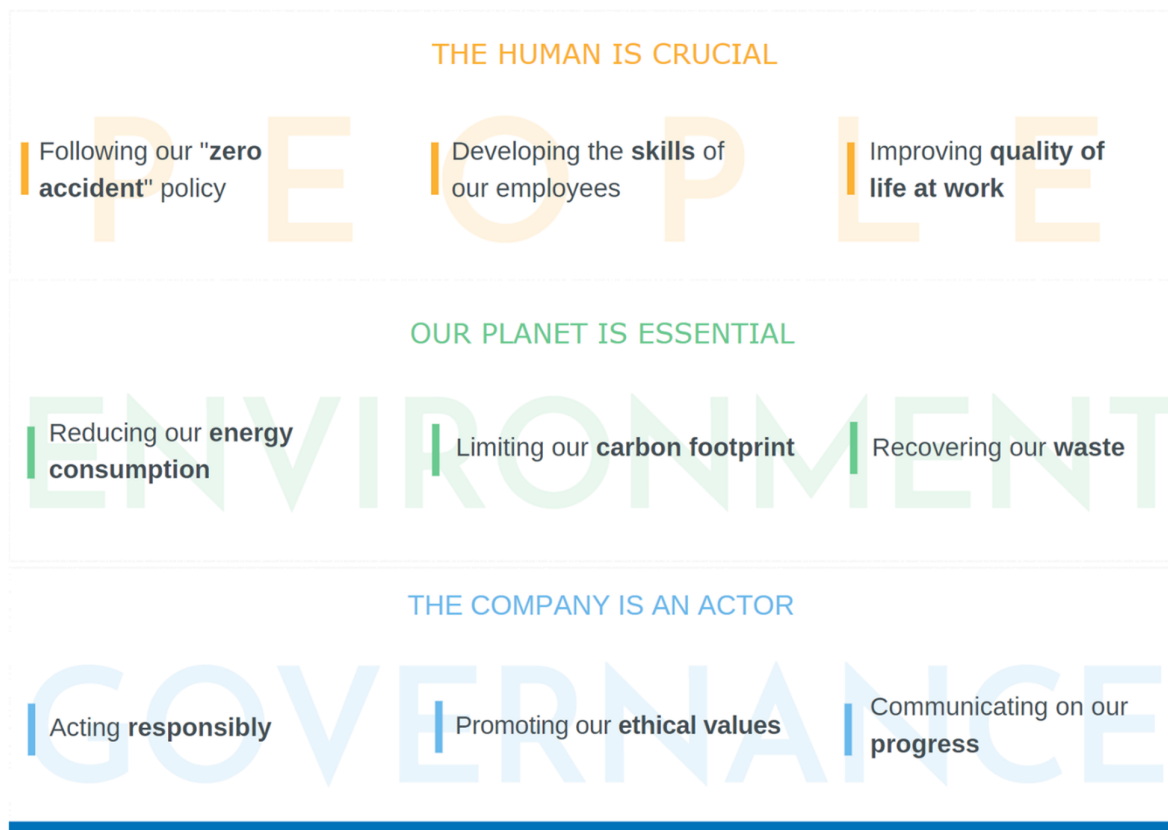 THE HUMAN IS CRUCIAL
PEOPLE
Following our "zero
accident" policy
Developing the skills of
our employees
Improving quality of
life at work
OUR PLANET IS ESSENTIAL
ENVIRONMENT
Reducing our energy
consumption
Limiting our carbon footprint
Recovering our waste
THE COMPANY IS AN ACTOR
GOVERNANCE
Acting responsibly
Promoting our ethical values
Communicating on our
progress